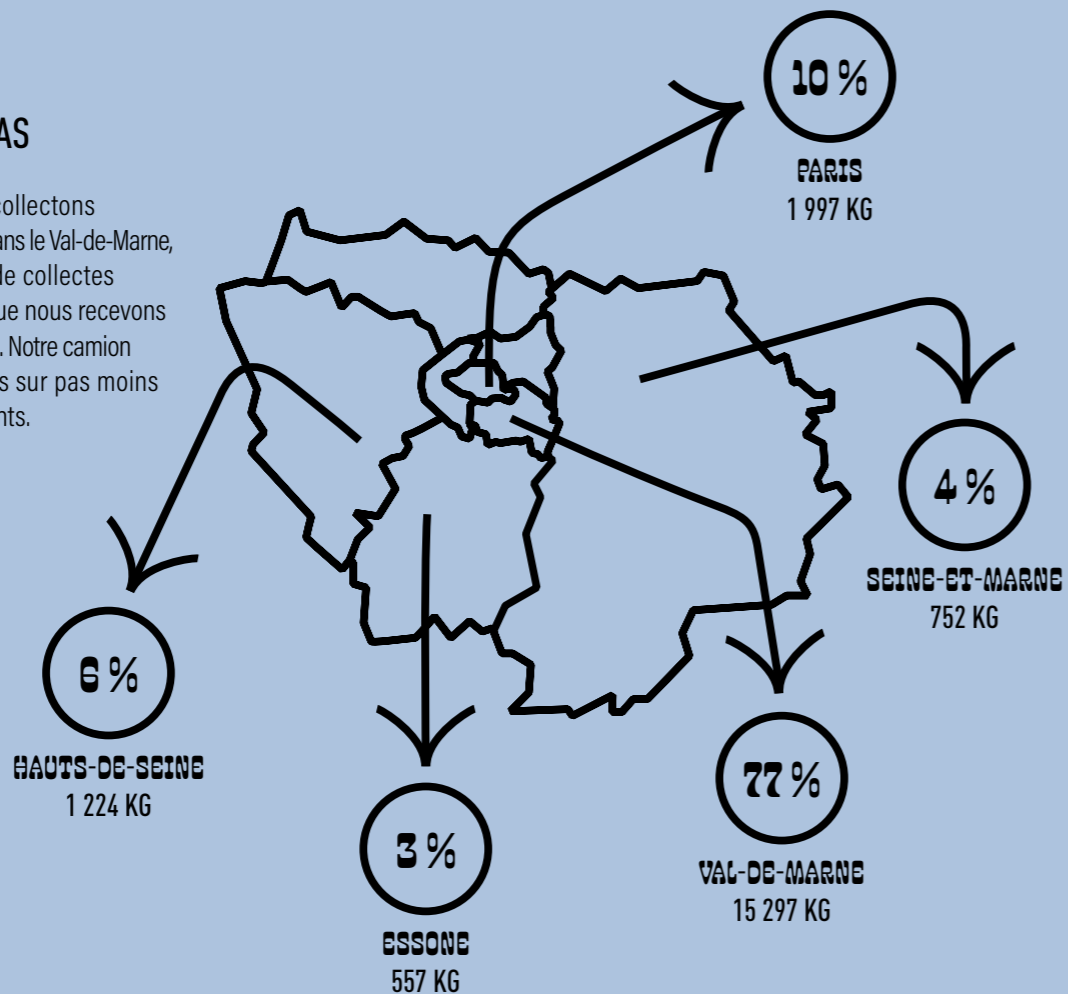 AS
collectons
ans le Val-de-Marne,
de collectes
ue nous recevons
. Notre camion
s sur pas moins
nts.
10 %
PARIS
1 997 KG
4 %
SEINE-ET-MARNE
752 KG
6 %
HAUTS-DE-SEINE
1 224 KG
77 %
VAL-DE-MARNE
15 297 KG
3 %
ESSONE
557 KG